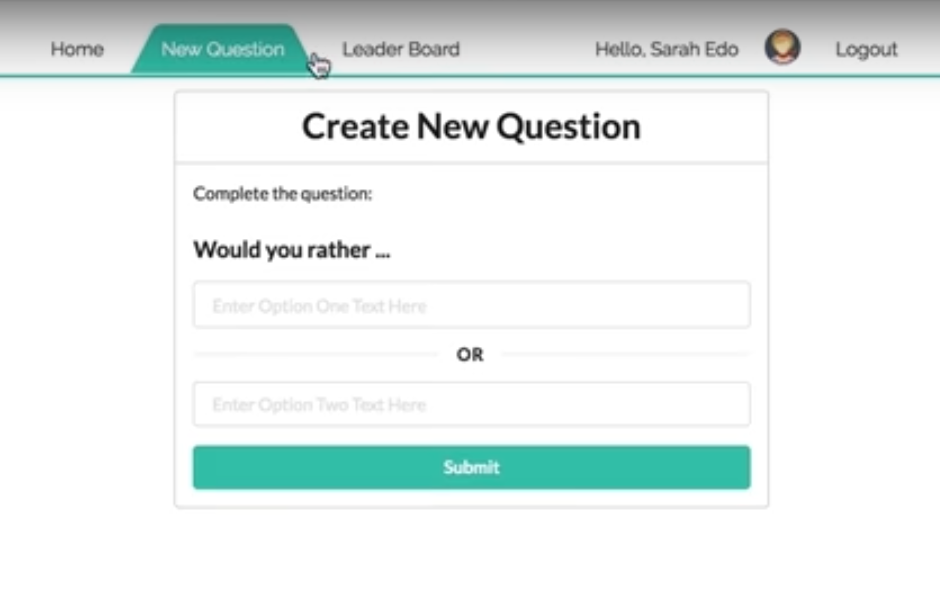 Home New Question Leader Board Hello, Sarah Edo Logout
Create New Question
Complete the question:
Would you rather ...
Enter Option One Text Here
OR
Enter Option Two Text Here
Submit